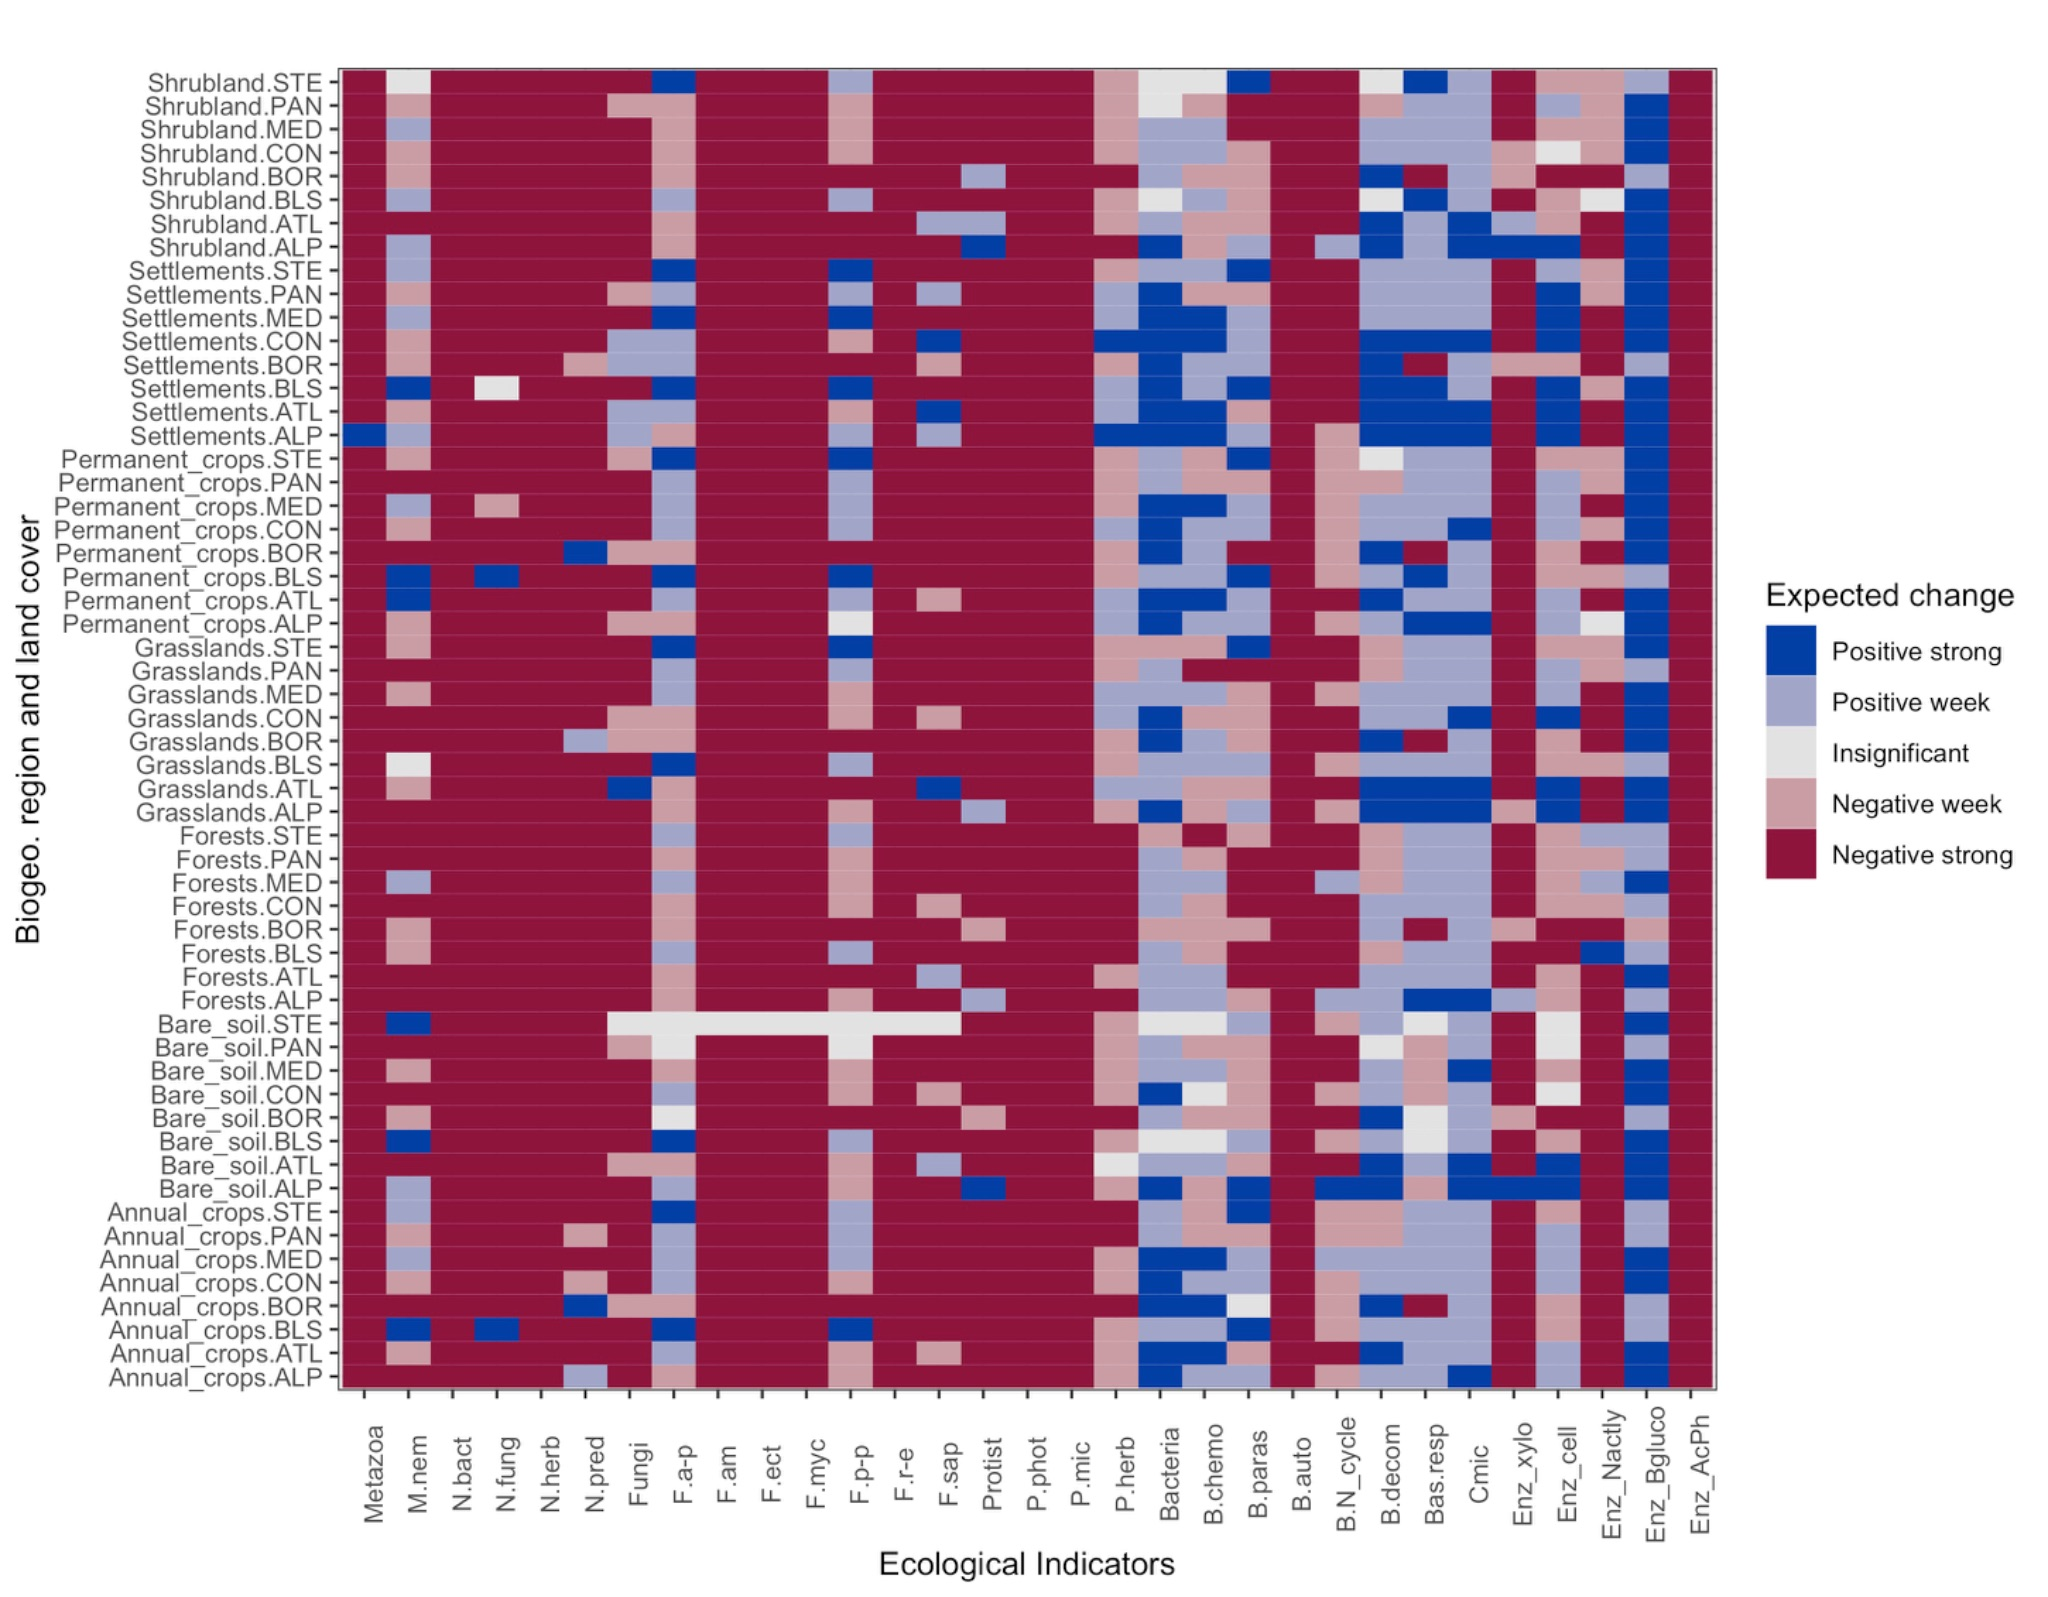 Shrubland.STE
Shrubland.PAN
Shrubland.MED
Shrubland.CON
Shrubland.BOR
Shrubland.BLS
Shrubland.ATL
Shrubland.ALP
Settlements.STE
Settlements.PAN
Settlements.MED
Settlements.CON
Settlements.BOR
Settlements.BLS
Settlements.ATL
Settlements.ALP
Permanent_crops.STE
Permanent_crops.PAN
Permanent_crops.MED
Permanent_crops.CON
Permanent_crops.BOR
Permanent_crops.BLS
Permanent_crops.ATL
Permanent_crops.ALP
Grasslands.STE
Grasslands.PAN
Grasslands.MED
Grasslands.CON
Grasslands.BOR
Grasslands.BLS
Grasslands.ATL
Grasslands.ALP
Forests.STE
Forests.PAN
Forests.MED
Forests.CON
Forests.BOR
Forests.BLS
Forests.ATL
Forests.ALP
Bare_soil.STE
Bare_soil.PAN
Bare_soil.MED
Bare_soil.CON
Bare_soil.BOR
Bare_soil.BLS
Bare_soil.ATL
Bare_soil.ALP
Annual_crops.STE
Annual_crops.PAN
Annual_crops.MED
Annual_crops.CON
Annual_crops.BOR
Annual_crops.BLS
Annual_crops.ATL
Annual_crops.ALP
Biogeo. region and land cover
Metazoa
M.nem
N.bact
N.fung
N.herb
N.pred
Fungi
F.a-p
F.am
F.ect
F.myc
F.p-p
F.r-e
F.sap
Protist
P.phot
P.mic
P.herb
Bacteria
B.chemo
B.paras
B.auto
B.N_cycle
B.decom
Bas.resp
Cmic
Enz_xylo
Enz_cell
Enz_Nactly
Enz_Bgluco
Enz_AcPh
Ecological Indicators
Expected change
Positive strong
Positive week
Insignificant
Negative week
Negative strong